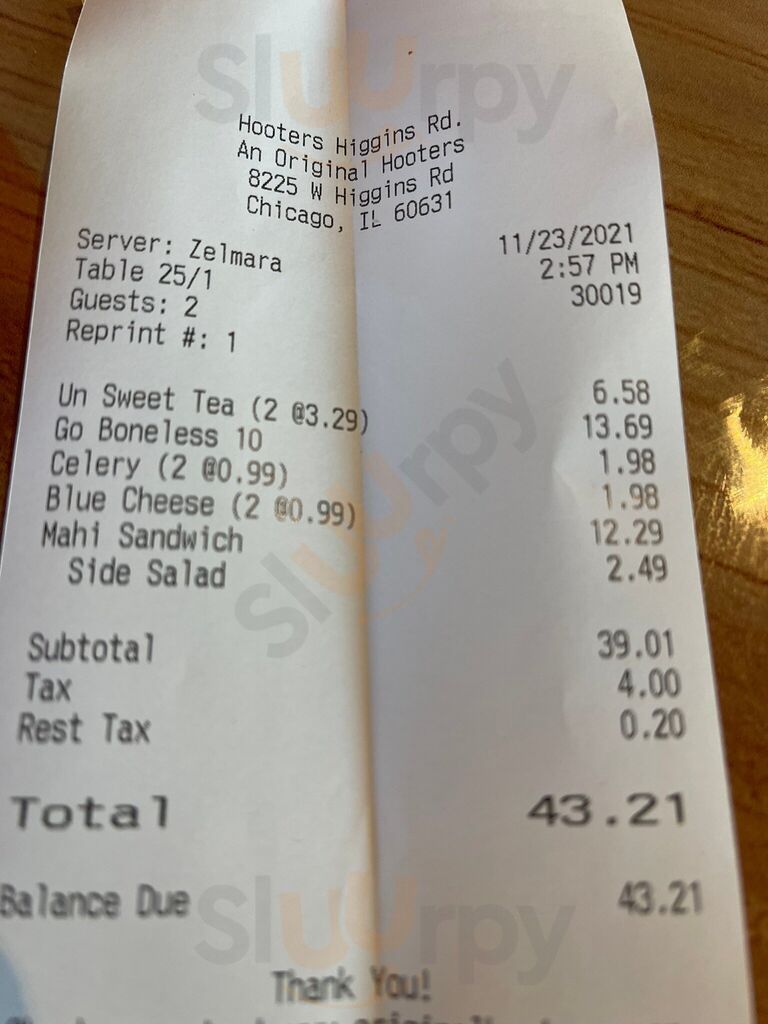 Hooters Higgins Rd.
An Original Hooters
8225 W Higgins Rd
Chicago, IL 60631
Server: Zelmara 11/23/2021
Table 25/1 2:57 PM
Guests: 2 30019
Reprint #: 1
Un Sweet Tea (2 @3.29) 6.58
Go Boneless 10 13.69
Celery (2 @0.99) 1.98
Blue Cheese (2 @0.99) 1.98
Mahi Sandwich 12.29
Side Salad 2.49
Subtotal 39.01
Tax 4.00
Rest Tax 0.20
Total 43.21
Balance Due 43.21
Thank You!
Sluurpy
Sluurpy
Sluurpy